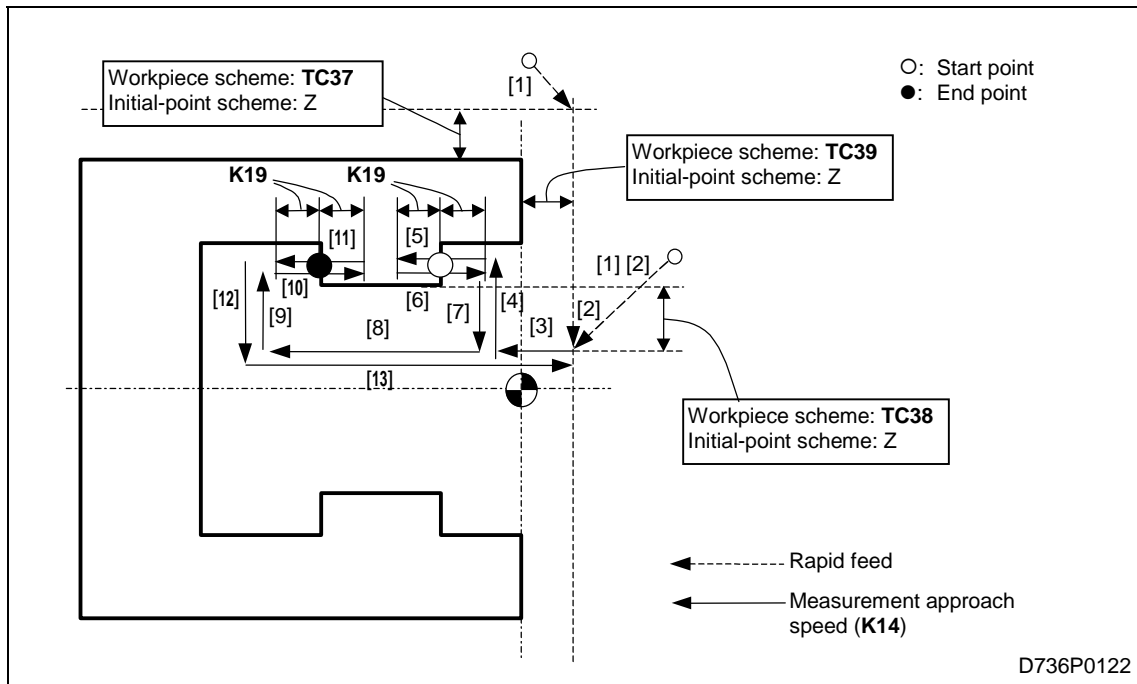 Workpiece scheme: TC37
Initial-point scheme: Z
[1]
○: Start point
●: End point
Workpiece scheme: TC39
Initial-point scheme: Z
K19 K19
[11] [5]
[1] [2]
[10] [6]
[12] [9] [8] [7] [4] [3] [2]
[13]
Workpiece scheme: TC38
Initial-point scheme: Z
Rapid feed
Measurement approach
speed (K14)
D736P0122